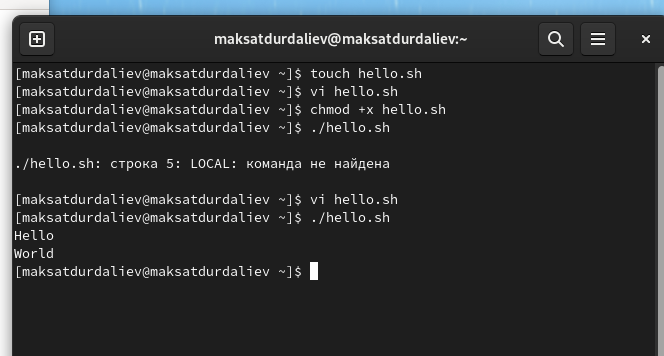 maksatdurdaliev@maksatdurdaliev:~
[maksatdurdaliev@maksatdurdaliev ~]$ touch hello.sh
[maksatdurdaliev@maksatdurdaliev ~]$ vi hello.sh
[maksatdurdaliev@maksatdurdaliev ~]$ chmod +x hello.sh
[maksatdurdaliev@maksatdurdaliev ~]$ ./hello.sh
./hello.sh: строка 5: LOCAL: команда не найдена
[maksatdurdaliev@maksatdurdaliev ~]$ vi hello.sh
[maksatdurdaliev@maksatdurdaliev ~]$ ./hello.sh
Hello
World
[maksatdurdaliev@maksatdurdaliev ~]$